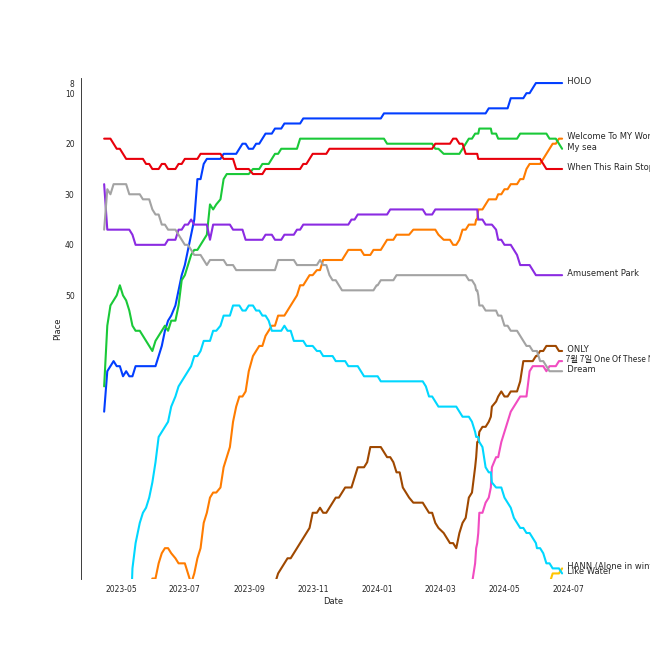 8
10
20
30
40
50
Place
HOLO
Welcome To MY Wor
My sea
When This Rain Stop
Amusement Park
ONLY
7월 7일 One Of These N
Dream
HANN (Alone in win
Like Water
2023-05
2023-07
2023-09
2023-11
2024-01
2024-03
2024-05
2024-07
Date